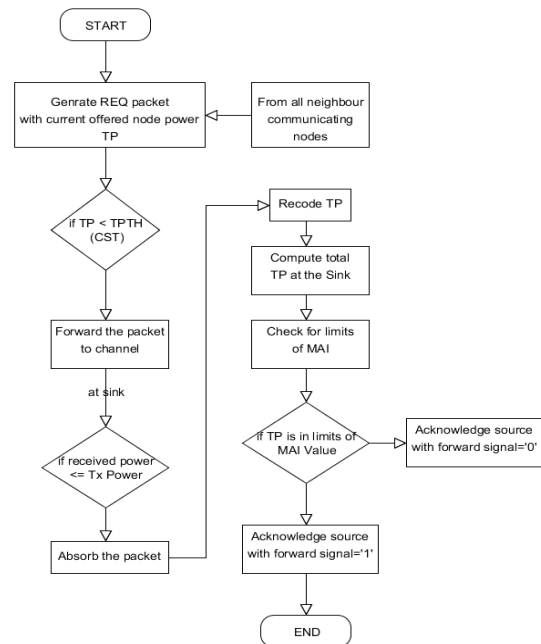 START
Genrate REQ packet
with current offered node power
TP
From all neighbour
communicating
nodes
if TP < TPTH
(CST)
Forward the packet
to channel
at sink
if received power
<= Tx Power
Absorb the packet
Recode TP
Compute total
TP at the Sink
Check for limits
of MAI
if TP is in limits of
MAI Value
Acknowledge source
with forward signal='0'
Acknowledge source
with forward signal='1'
END